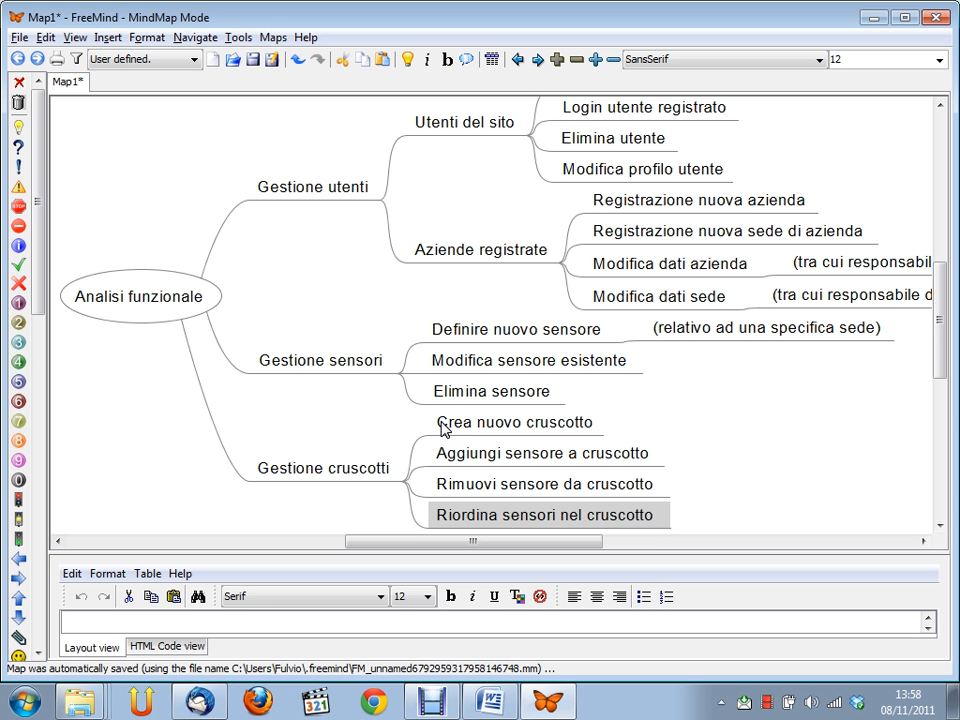 Map1* - FreeMind - MindMap Mode
File Edit View Insert Format Navigate Tools Maps Help
User defined. SansSerif 12
Map1*
Login utente registrato
Utenti del sito
Elimina utente
Modifica profilo utente
Gestione utenti
Registrazione nuova azienda
Registrazione nuova sede di azienda
Aziende registrate
Modifica dati azienda (tra cui responsabil
Modifica dati sede (tra cui responsabile d
Analisi funzionale
Definire nuovo sensore (relativo ad una specifica sede)
Gestione sensori
Modifica sensore esistente
Elimina sensore
Crea nuovo cruscotto
Aggiungi sensore a cruscotto
Gestione cruscotti
Rimuovi sensore da cruscotto
Riordina sensori nel cruscotto
Edit Format Table Help
Serif 12
Layout view HTML Code view
Map was automatically saved (using the file name C:\Users\Fulvio\.freemind\FM_unnamed6792959317958146748.mm) ...
13:58
08/11/2011